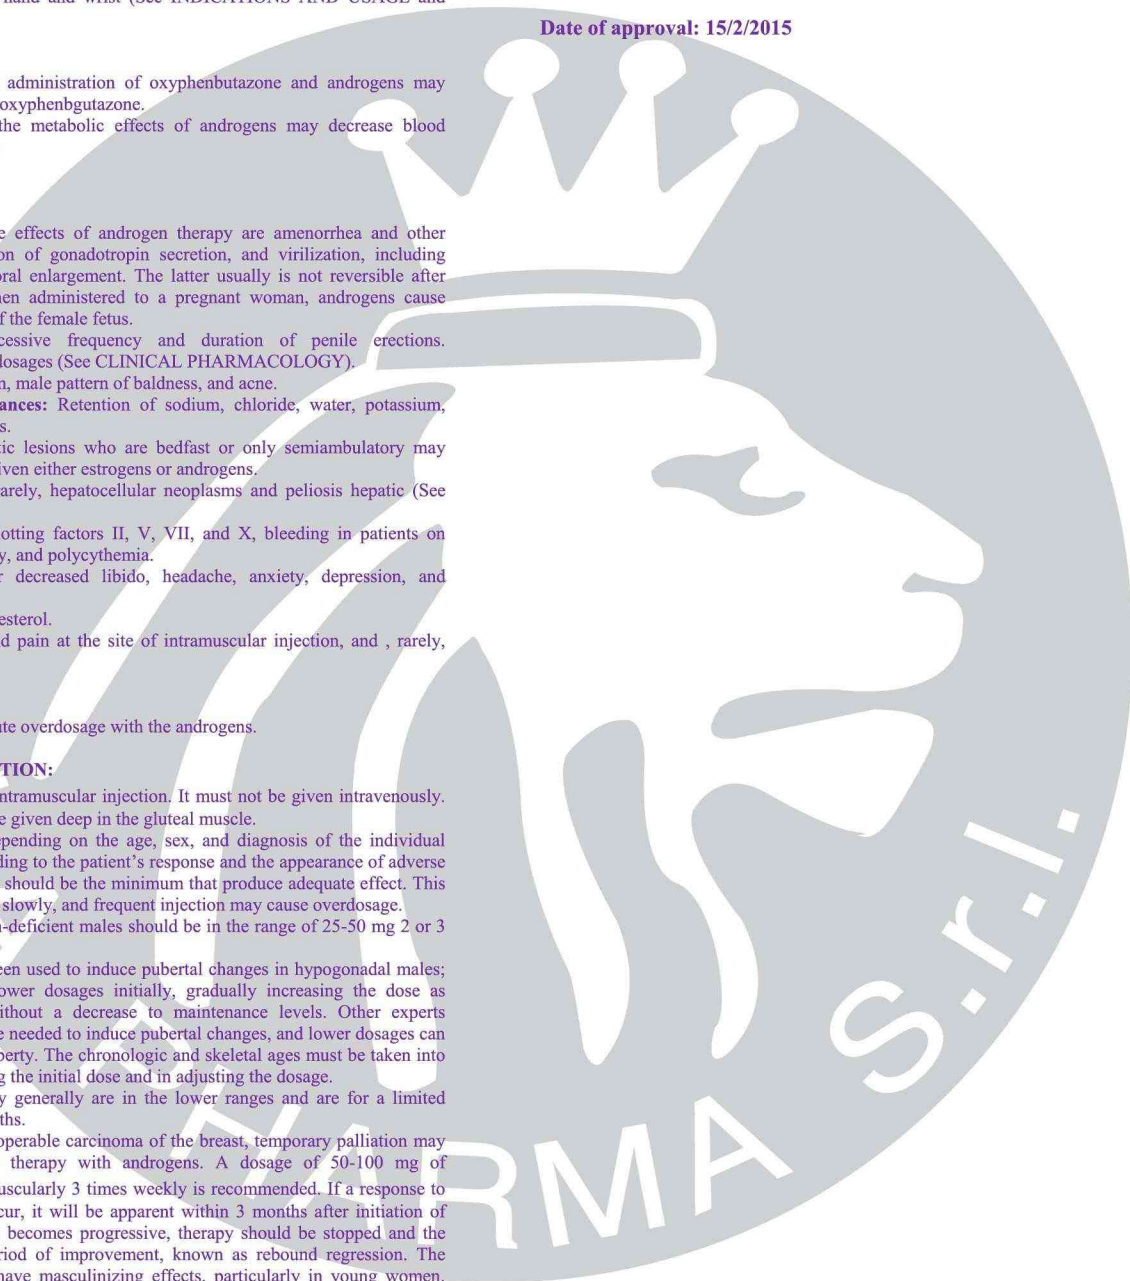 hand and wrist (See INDICATIONS AND USAGE and
Date of approval: 15/2/2015
administration of oxyphenbutazone and androgens may
oxyphenbgutazone.
the metabolic effects of androgens may decrease blood
effects of androgen therapy are amenorrhea and other
on of gonadotropin secretion, and virilization, including
oral enlargement. The latter usually is not reversible after
hen administered to a pregnant woman, androgens cause
f the female fetus.
cessive frequency and duration of penile erections.
dosages (See CLINICAL PHARMACOLOGY).
n, male pattern of baldness, and acne.
ances: Retention of sodium, chloride, water, potassium,
s.
tic lesions who are bedfast or only semiambulatory may
iven either estrogens or androgens.
arely, hepatocellular neoplasms and peliosis hepatic (See
otting factors II, V, VII, and X, bleeding in patients on
y, and polycythemia.
r decreased libido, headache, anxiety, depression, and
esterol.
d pain at the site of intramuscular injection, and , rarely,
ute overdosage with the androgens.
TION:
ntramuscular injection. It must not be given intravenously.
e given deep in the gluteal muscle.
epending on the age, sex, and diagnosis of the individual
ding to the patient's response and the appearance of adverse
should be the minimum that produce adequate effect. This
slowly, and frequent injection may cause overdosage.
n-deficient males should be in the range of 25-50 mg 2 or 3
een used to induce pubertal changes in hypogonadal males;
ower dosages initially, gradually increasing the dose as
ithout a decrease to maintenance levels. Other experts
e needed to induce pubertal changes, and lower dosages can
berty. The chronologic and skeletal ages must be taken into
g the initial dose and in adjusting the dosage.
y generally are in the lower ranges and are for a limited
ths.
operable carcinoma of the breast, temporary palliation may
therapy with androgens. A dosage of 50-100 mg of
uscularly 3 times weekly is recommended. If a response to
cur, it will be apparent within 3 months after initiation of
becomes progressive, therapy should be stopped and the
riod of improvement, known as rebound regression. The
have masculinizing effects, particularly in young women.
PHARMA S.r.l.